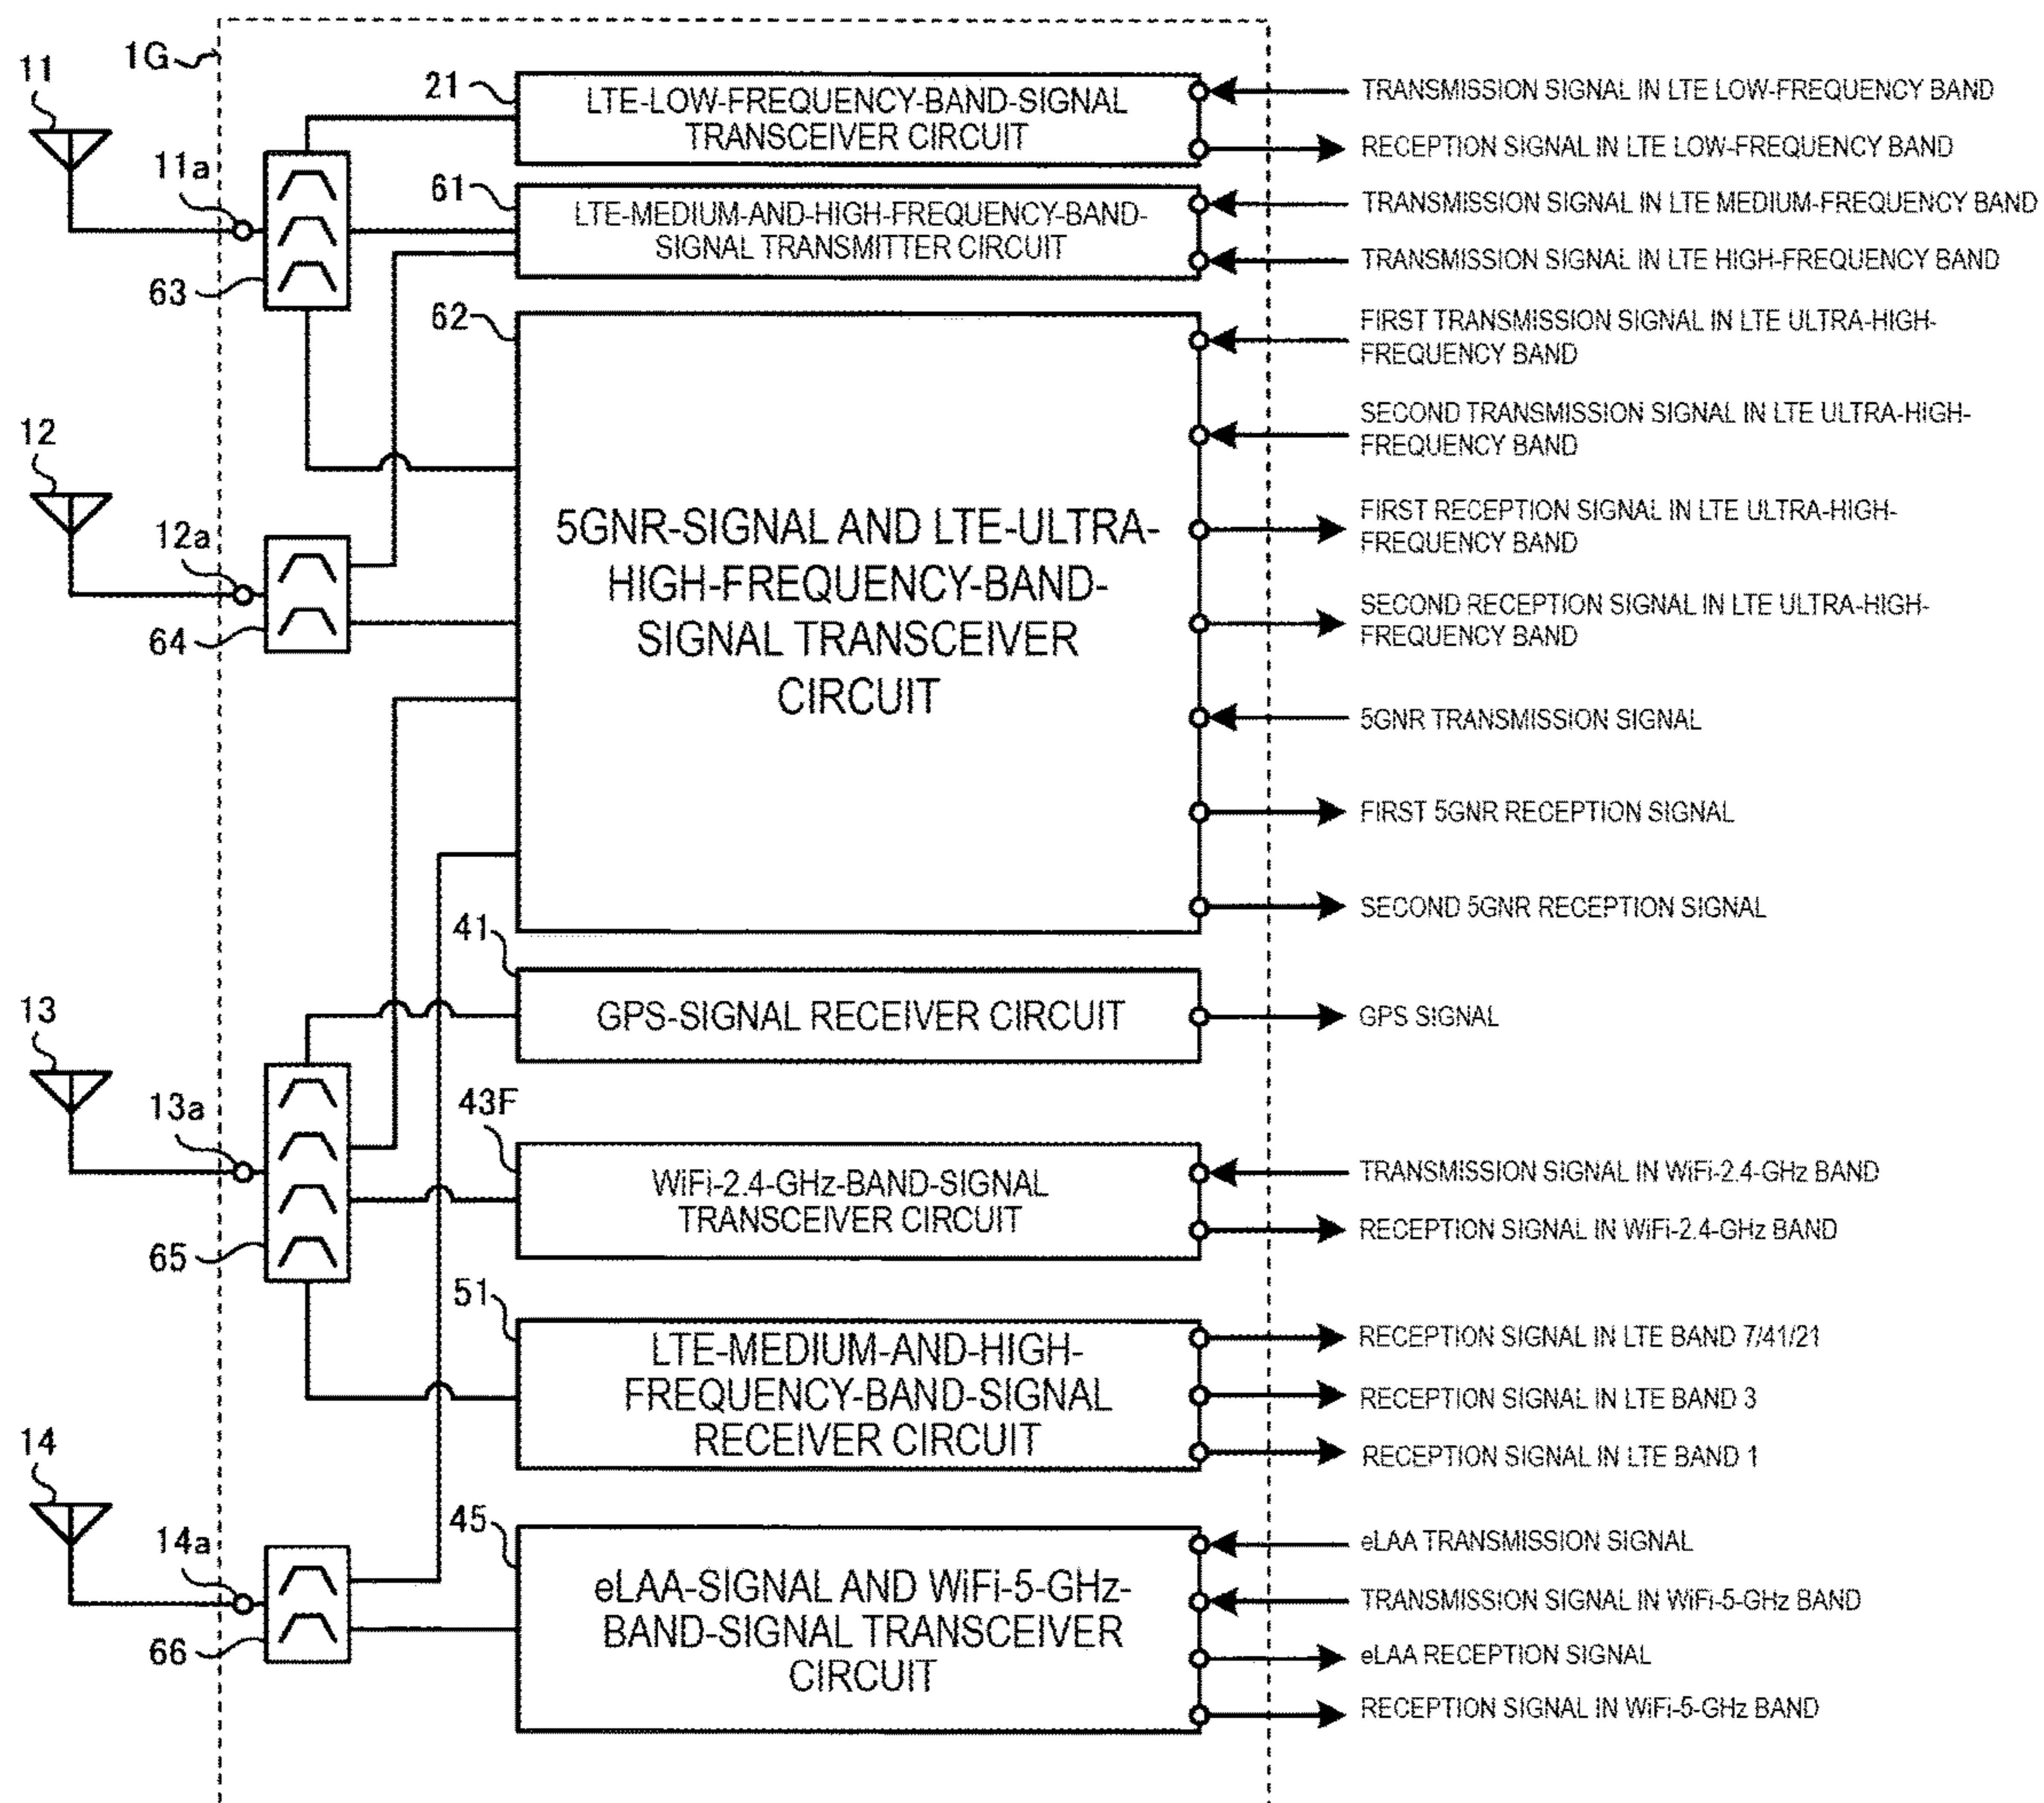 1G
11
21
LTE-LOW-FREQUENCY-BAND-SIGNAL
TRANSCEIVER CIRCUIT
TRANSMISSION SIGNAL IN LTE LOW-FREQUENCY BAND
RECEPTION SIGNAL IN LTE LOW-FREQUENCY BAND
11a
61
LTE-MEDIUM-AND-HIGH-FREQUENCY-BAND-
SIGNAL TRANSMITTER CIRCUIT
TRANSMISSION SIGNAL IN LTE MEDIUM-FREQUENCY BAND
TRANSMISSION SIGNAL IN LTE HIGH-FREQUENCY BAND
63
62
5GNR-SIGNAL AND LTE-ULTRA-
HIGH-FREQUENCY-BAND-
SIGNAL TRANSCEIVER
CIRCUIT
FIRST TRANSMISSION SIGNAL IN LTE ULTRA-HIGH-
FREQUENCY BAND
SECOND TRANSMISSION SIGNAL IN LTE ULTRA-HIGH-
FREQUENCY BAND
FIRST RECEPTION SIGNAL IN LTE ULTRA-HIGH-
FREQUENCY BAND
SECOND RECEPTION SIGNAL IN LTE ULTRA-HIGH-
FREQUENCY BAND
5GNR TRANSMISSION SIGNAL
FIRST 5GNR RECEPTION SIGNAL
SECOND 5GNR RECEPTION SIGNAL
12
12a
64
41
GPS-SIGNAL RECEIVER CIRCUIT
GPS SIGNAL
13
13a
43F
WiFi-2.4-GHz-BAND-SIGNAL
TRANSCEIVER CIRCUIT
TRANSMISSION SIGNAL IN WiFi-2.4-GHz BAND
RECEPTION SIGNAL IN WiFi-2.4-GHz BAND
65
51
LTE-MEDIUM-AND-HIGH-
FREQUENCY-BAND-SIGNAL
RECEIVER CIRCUIT
RECEPTION SIGNAL IN LTE BAND 7/41/21
RECEPTION SIGNAL IN LTE BAND 3
RECEPTION SIGNAL IN LTE BAND 1
14
14a
45
eLAA-SIGNAL AND WiFi-5-GHz-
BAND-SIGNAL TRANSCEIVER
CIRCUIT
eLAA TRANSMISSION SIGNAL
TRANSMISSION SIGNAL IN WiFi-5-GHz BAND
eLAA RECEPTION SIGNAL
RECEPTION SIGNAL IN WiFi-5-GHz BAND
66